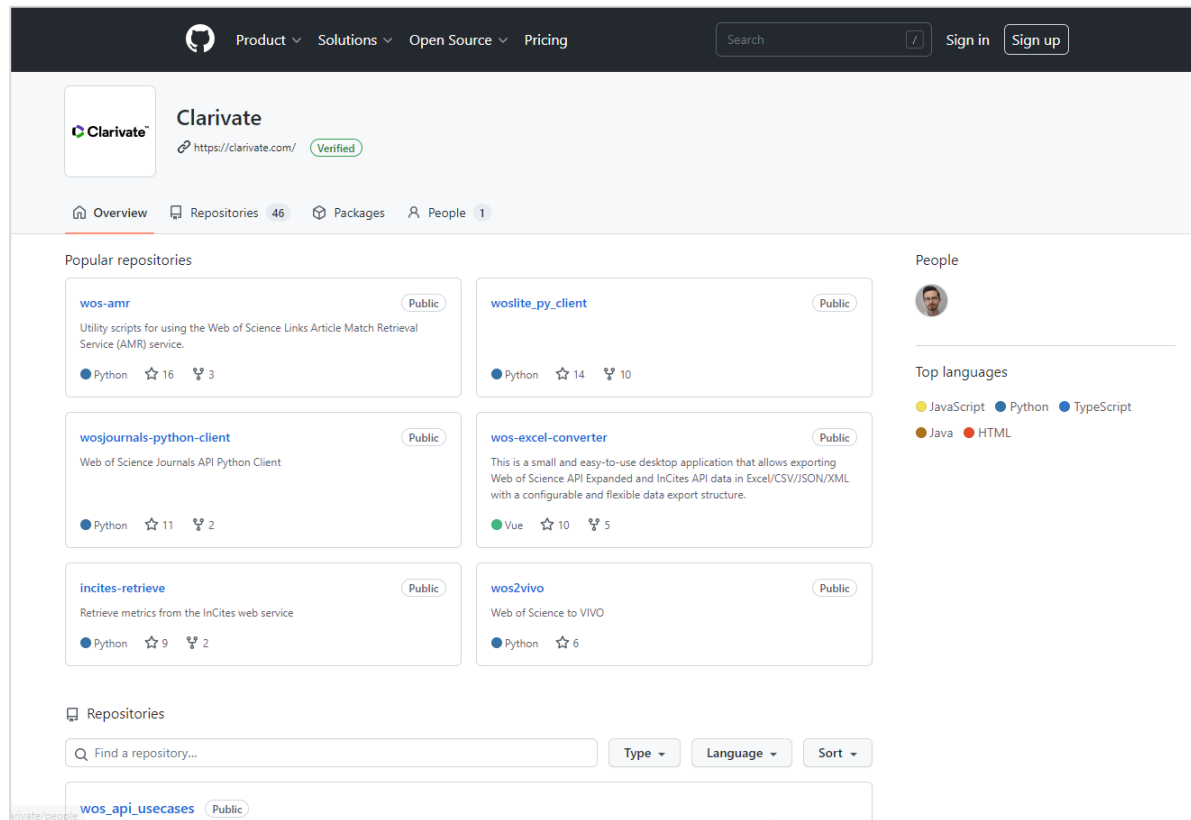 Product Solutions Open Source Pricing Search / Sign in Sign up
Clarivate™
Clarivate
https://clarivate.com/ Verified
Overview Repositories 46 Packages People 1
Popular repositories
wos-amr Public
Utility scripts for using the Web of Science Links Article Match Retrieval
Service (AMR) service.
Python 16 3
woslite_py_client Public
Python 14 10
wosjournals-python-client Public
Web of Science Journals API Python Client
Python 11 2
wos-excel-converter Public
This is a small and easy-to-use desktop application that allows exporting
Web of Science API Expanded and InCites API data in Excel/CSV/JSON/XML
with a configurable and flexible data export structure.
Vue 10 5
incites-retrieve Public
Retrieve metrics from the InCites web service
Python 9 2
wos2vivo Public
Web of Science to VIVO
Python 6
People
Top languages
JavaScript Python TypeScript
Java HTML
Repositories
Find a repository... Type Language Sort
wos_api_usecases Public
arivate/people